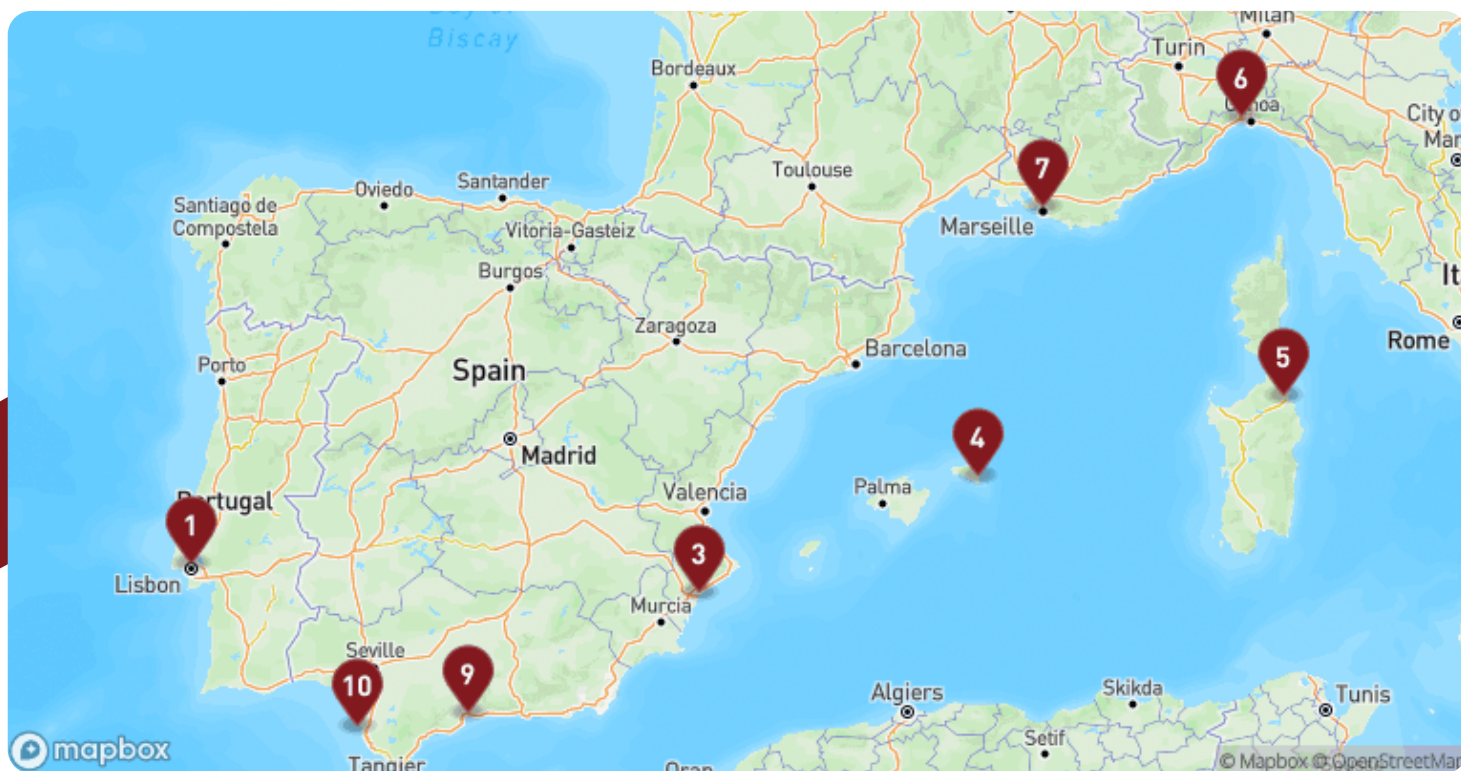 Biscay
Milan
Turin
Bordeaux
6
Genoa
City of
Mar
7
Toulouse
Santander
Oviedo
Santiago de
Compostela
Marseille
Vitoria-Gasteiz
Burgos
It
Zaragoza
Rome
Barcelona
Porto
Spain
5
4
Madrid
Palma
Valencia
Portugal
1
3
Lisbon
Murcia
Seville
9
10
Algiers
Skikda
Tunis
Setif
mapbox
Tangier
Oran
© Mapbox © OpenStreetMap